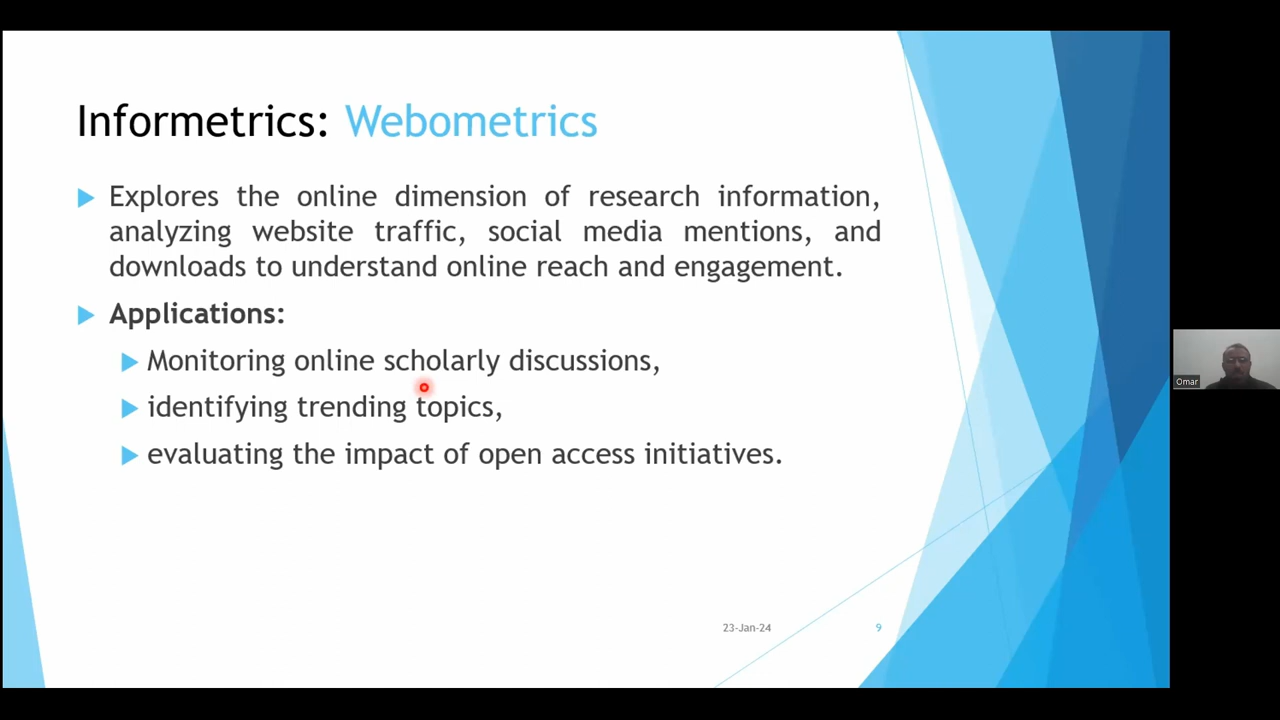 Informetrics: Webometrics
Explores the online dimension of research information,
analyzing website traffic, social media mentions, and
downloads to understand online reach and engagement.
Applications:
Monitoring online scholarly discussions,
identifying trending topics,
evaluating the impact of open access initiatives.
23-Jan-24
9
Omar